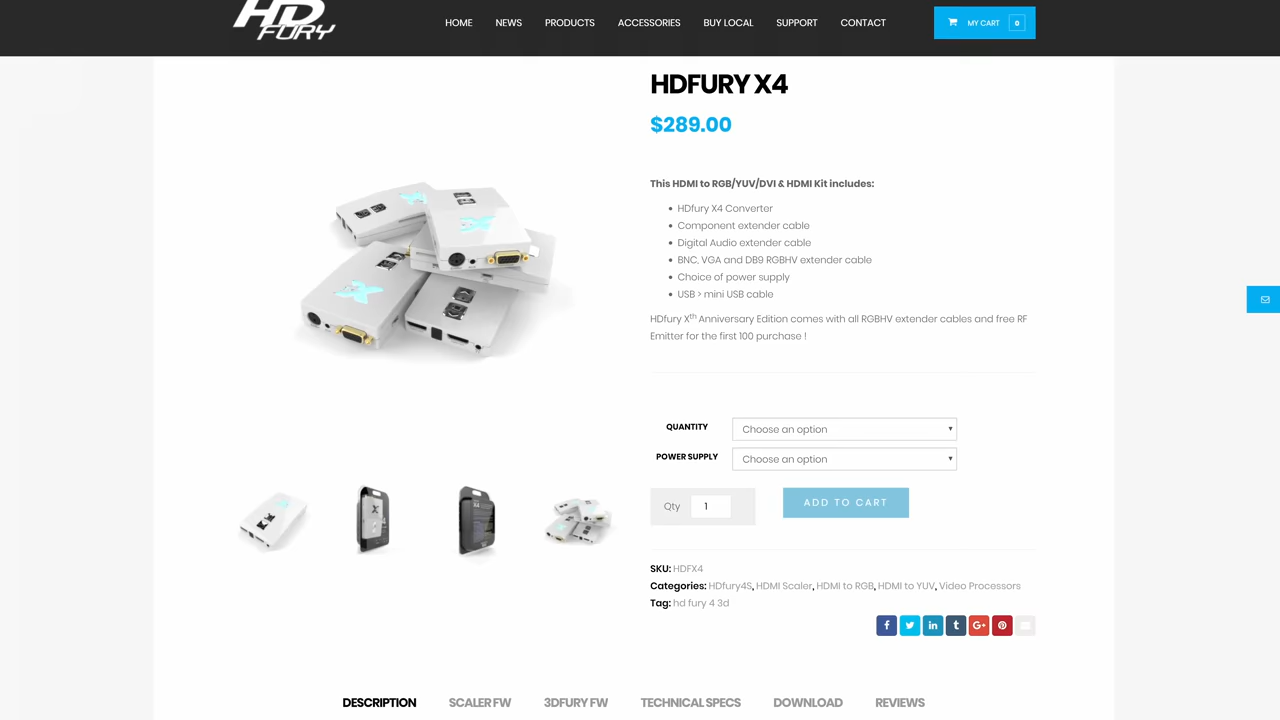 HD
FURY
HOME NEWS PRODUCTS ACCESSORIES BUY LOCAL SUPPORT CONTACT
MY CART 0
HDFURY X4
$289.00
This HDMI to RGB/YUV/DVI & HDMI Kit includes:
• HDfury X4 Converter
• Component extender cable
• Digital Audio extender cable
• BNC, VGA and DB9 RGBHV extender cable
• Choice of power supply
• USB > mini USB cable
HDfury Xth Anniversary Edition comes with all RGBHV extender cables and free RF
Emitter for the first 100 purchase !
QUANTITY Choose an option
POWER SUPPLY Choose an option
Qty 1 ADD TO CART
SKU: HDFX4
Categories: HDfury4S, HDMI Scaler, HDMI to RGB, HDMI to YUV, Video Processors
Tag: hd fury 4 3d
DESCRIPTION SCALER FW 3DFURY FW TECHNICAL SPECS DOWNLOAD REVIEWS